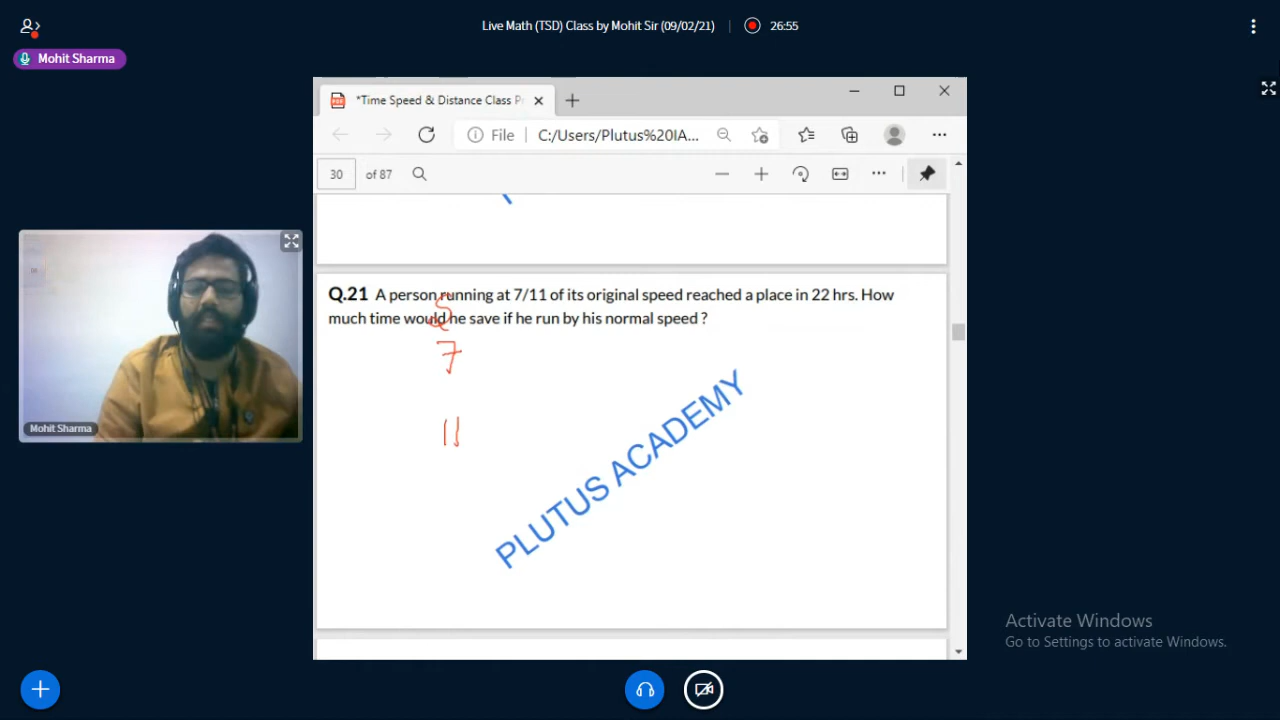 Live Math (TSD) Class by Mohit Sir (09/02/21)
26:55
Mohit Sharma
*Time Speed & Distance Class Pr
File
C:/Users/Plutus%20IA...
30 of 87
Q.21 A person running at 7/11 of its original speed reached a place in 22 hrs. How
much time would he save if he run by his normal speed ?
S
7
11
PLUTUS ACADEMY
Mohit Sharma
Activate Windows
Go to Settings to activate Windows.